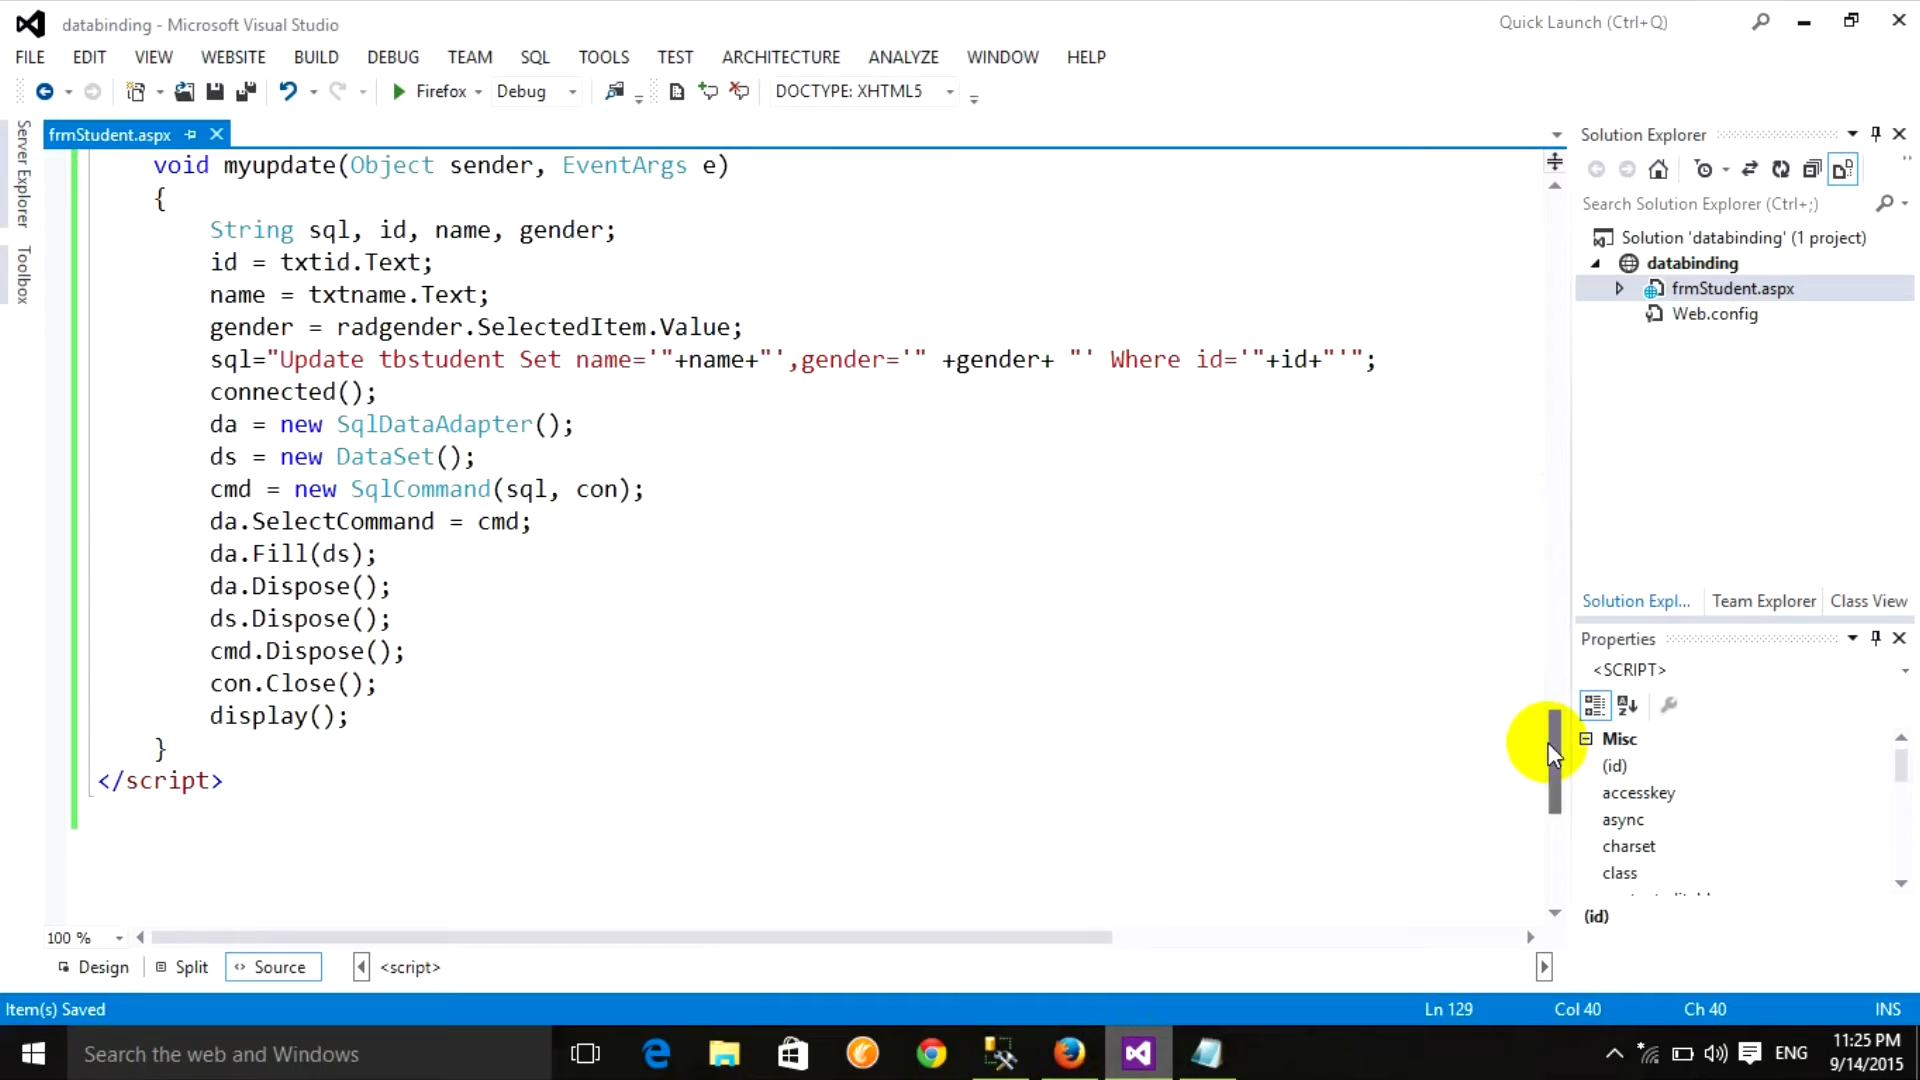 databinding - Microsoft Visual Studio
Quick Launch (Ctrl+Q)
FILE EDIT VIEW WEBSITE BUILD DEBUG TEAM SQL TOOLS TEST ARCHITECTURE ANALYZE WINDOW HELP
Firefox Debug DOCTYPE: XHTML5
Server Explorer
Toolbox
frmStudent.aspx
void myupdate(Object sender, EventArgs e)
{
String sql, id, name, gender;
id = txtid.Text;
name = txtname.Text;
gender = radgender.SelectedItem.Value;
sql="Update tbstudent Set name='"+name+"',gender='" +gender+ "' Where id='"+id+"'";
connected();
da = new SqlDataAdapter();
ds = new DataSet();
cmd = new SqlCommand(sql, con);
da.SelectCommand = cmd;
da.Fill(ds);
da.Dispose();
ds.Dispose();
cmd.Dispose();
con.Close();
display();
}
</script>
100 %
Design Split Source <script>
Solution Explorer
Search Solution Explorer (Ctrl+;)
Solution 'databinding' (1 project)
databinding
frmStudent.aspx
Web.config
Solution Expl... Team Explorer Class View
Properties
<SCRIPT>
Misc
(id)
accesskey
async
charset
class
(id)
Item(s) Saved Ln 129 Col 40 Ch 40 INS
Search the web and Windows
ENG
11:25 PM
9/14/2015